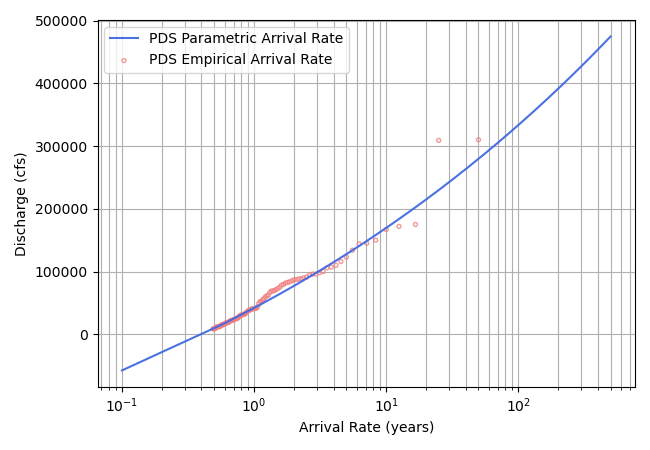 PDS Parametric Arrival Rate
PDS Empirical Arrival Rate
500000
400000
300000
200000
100000
0
Discharge (cfs)
10⁻¹
10⁰
10¹
10²
Arrival Rate (years)